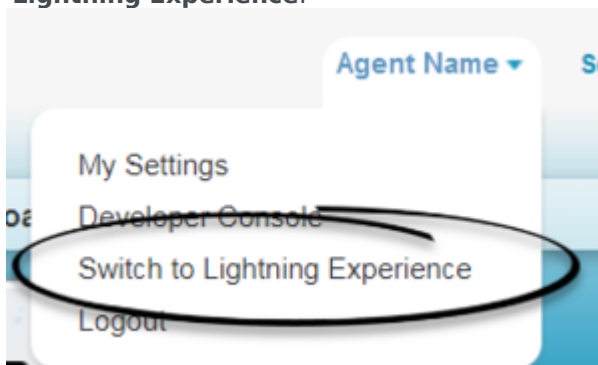 Lightning Experience.
Agent Name
My Settings
Developer Console
Switch to Lightning Experience
Logout